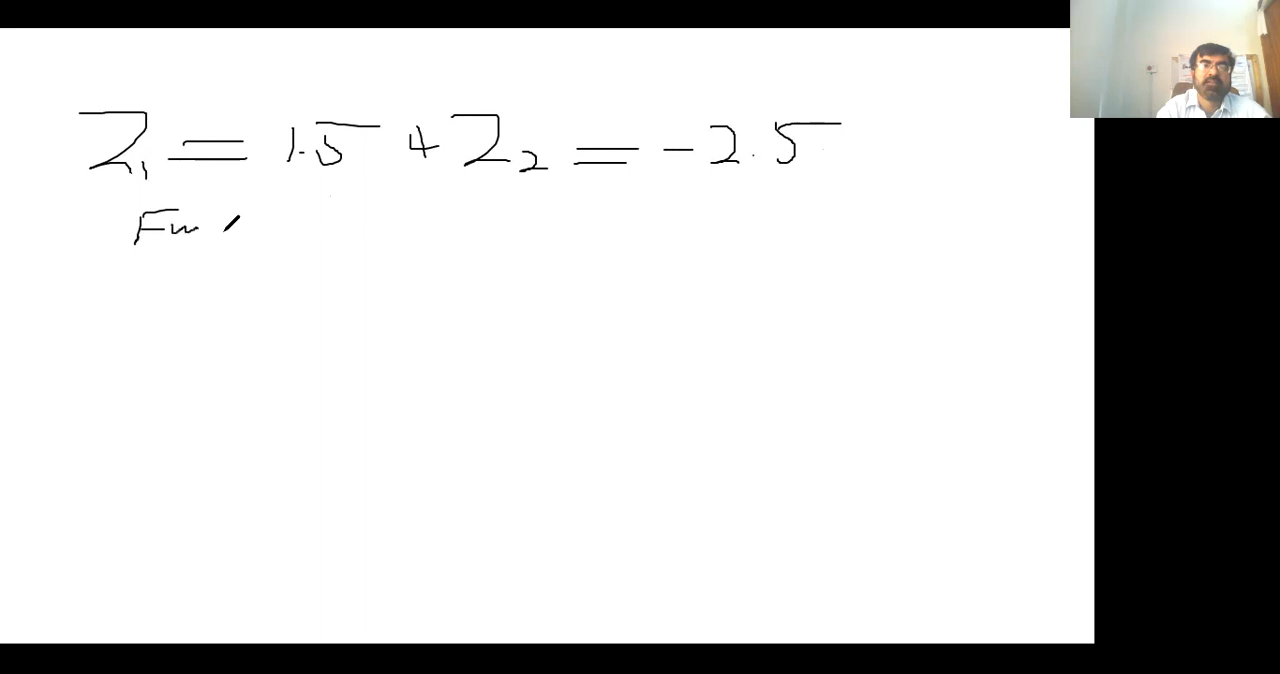 Z₁ = 1.5 & Z₂ = -2.5